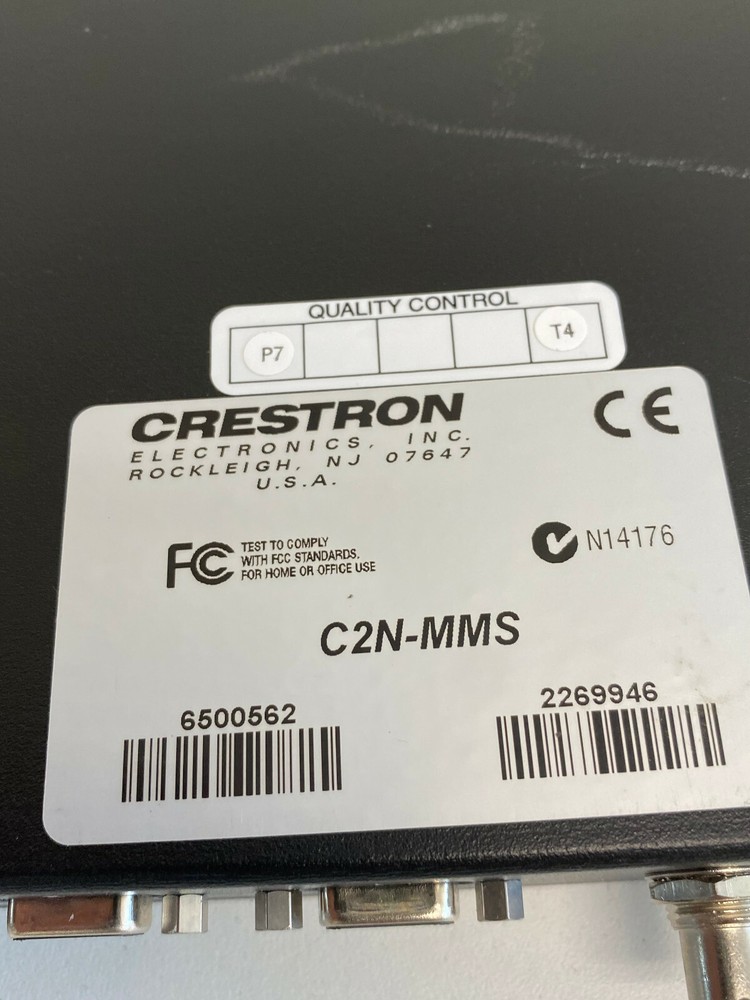 QUALITY CONTROL
P7 T4
CRESTRON
ELECTRONICS, INC.
ROCKLEIGH, NJ 07647
U.S.A.
CE
FC TEST TO COMPLY
WITH FCC STANDARDS.
FOR HOME OR OFFICE USE
N14176
C2N-MMS
6500562
2269946